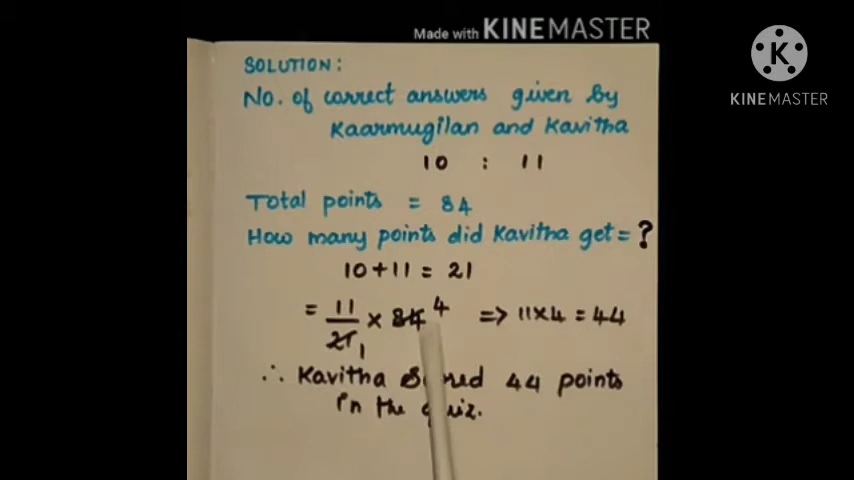 Made with KINEMASTER
KINEMASTER
SOLUTION:
No. of correct answers given by
Kaarmugilan and Kavitha
10 : 11
Total points = 84
How many points did Kavitha get = ?
10+11 = 21
= 11/21 1 × 84 4 => 11×4 = 44
∴ Kavitha scored 44 points
in the quiz.